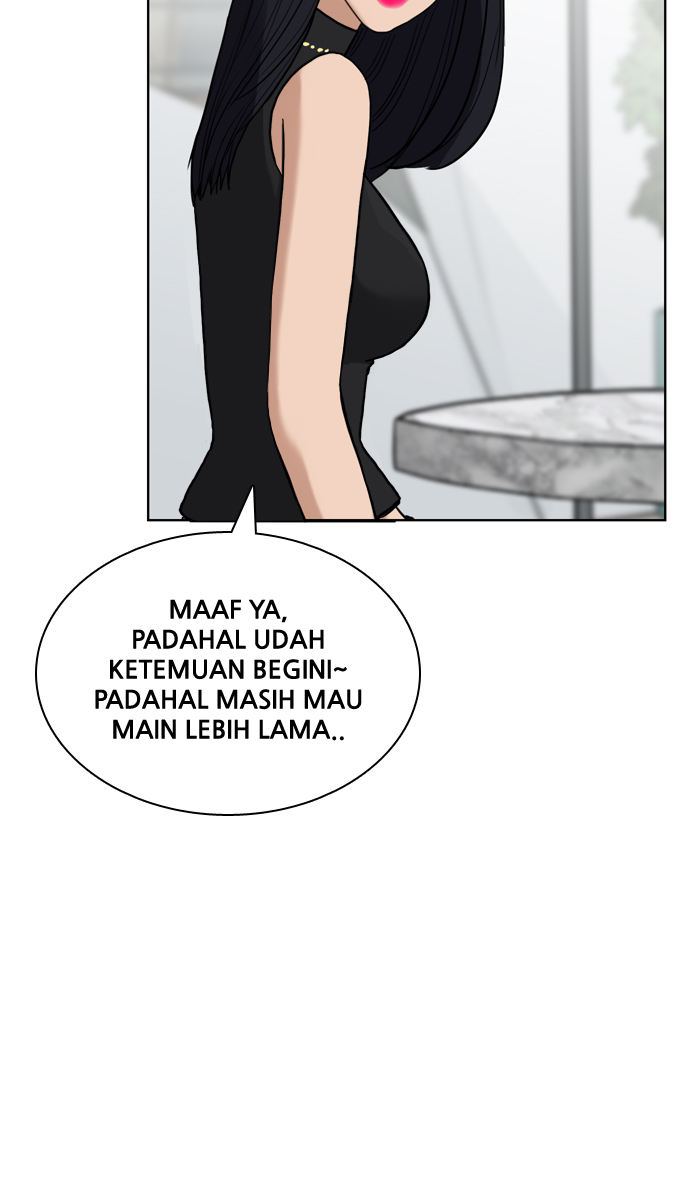 MAAF YA,
PADAHAL UDAH
KETEMUAN BEGINI~
PADAHAL MASIH MAU
MAIN LEBIH LAMA..